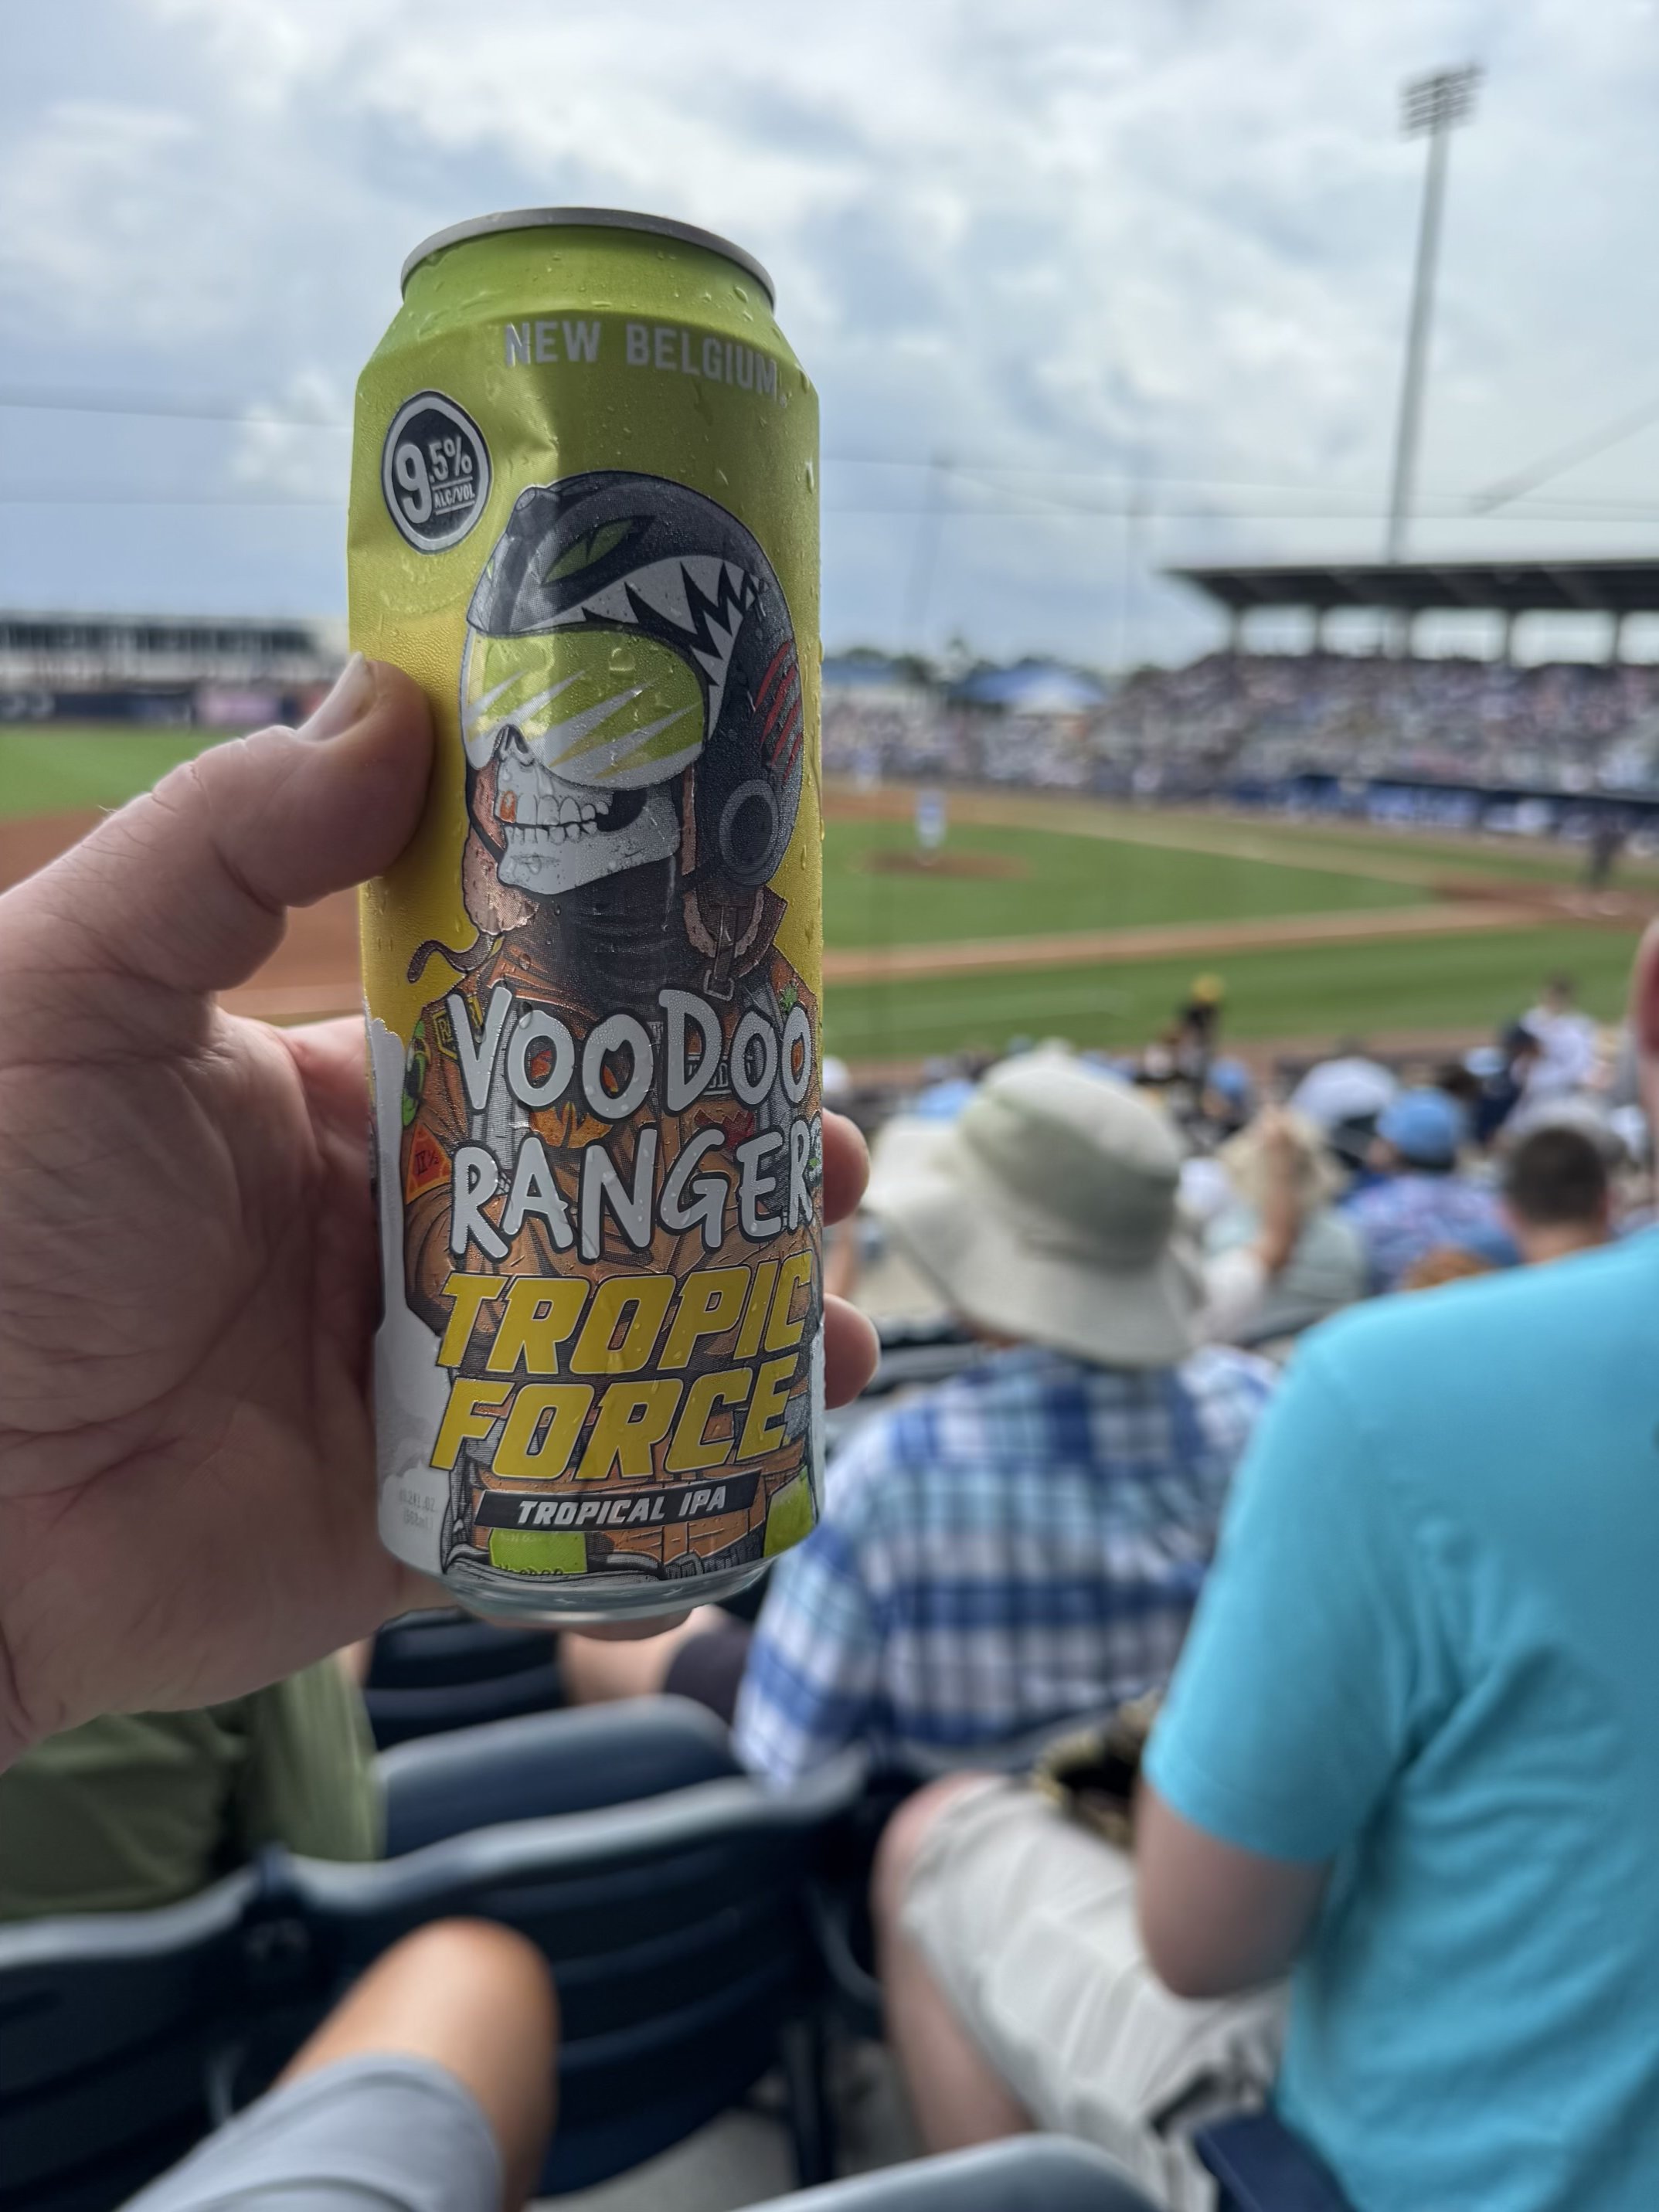 NEW BELGIUM
9.5%
ALC/VOL
VOODOO
RANGER
TROPIC
FORCE
TROPICAL IPA